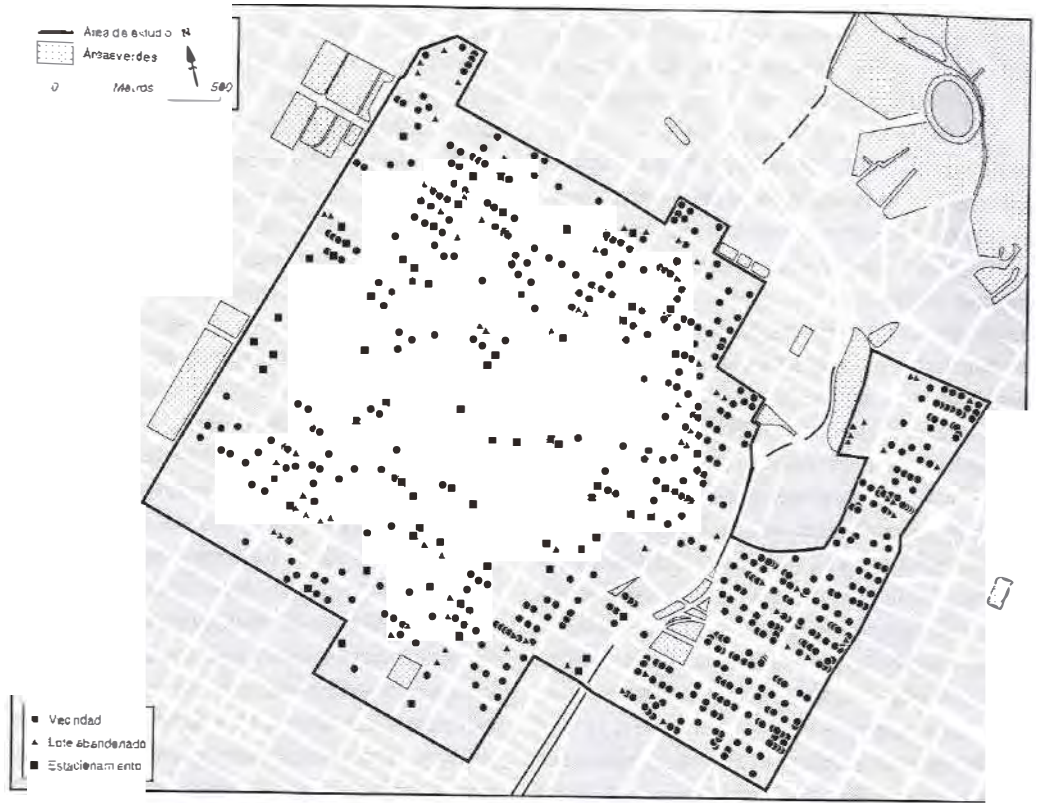 Área de estudio N
Áreas verdes
0 Metros 500
Vecindad
Lote abandonado
Estacionamiento